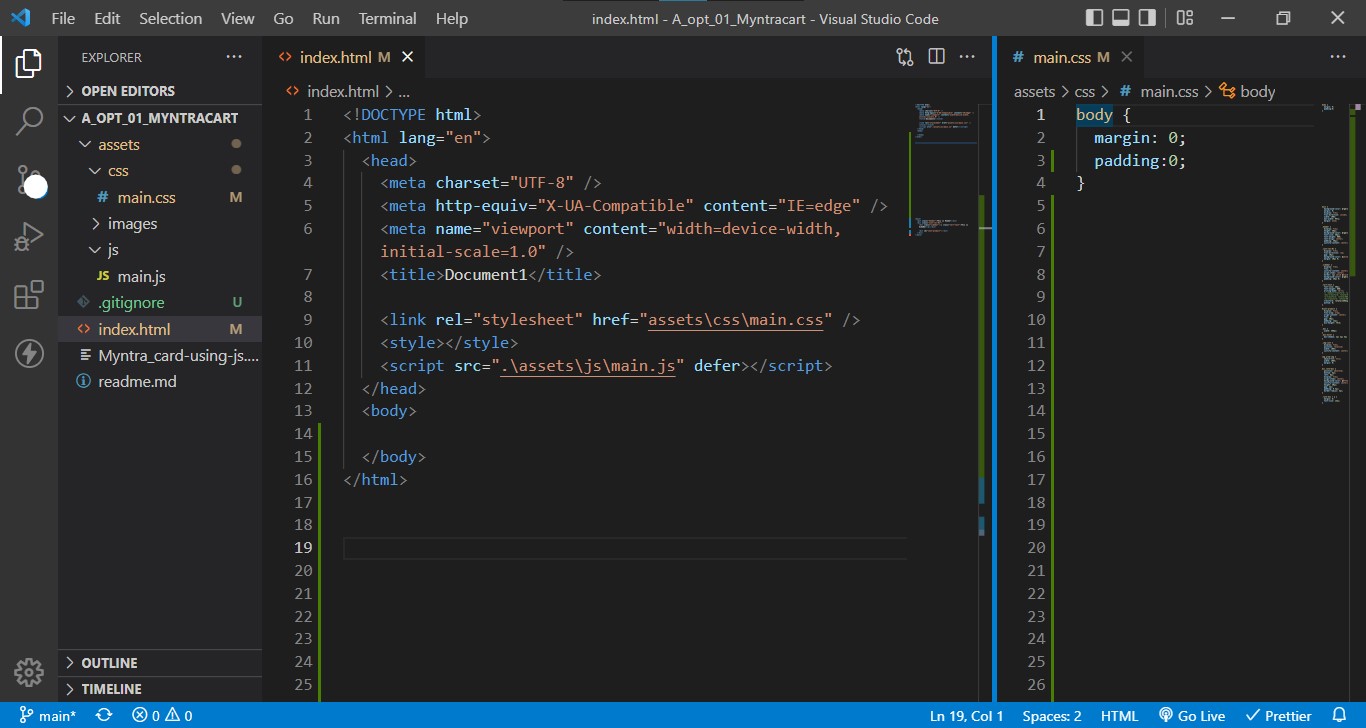 File Edit Selection View Go Run Terminal Help
index.html - A_opt_01_Myntracart - Visual Studio Code
EXPLORER
OPEN EDITORS
A_OPT_01_MYNTRACART
assets
css
# main.css M
images
js
JS main.js
.gitignore U
<> index.html M
Myntra_card-using-js....
readme.md
OUTLINE
TIMELINE
<> index.html M
<> index.html > ...
1 <!DOCTYPE html>
2 <html lang="en">
3 <head>
4 <meta charset="UTF-8" />
5 <meta http-equiv="X-UA-Compatible" content="IE=edge" />
6 <meta name="viewport" content="width=device-width,
initial-scale=1.0" />
7 <title>Document1</title>
8
9 <link rel="stylesheet" href="assets\css\main.css" />
10 <style></style>
11 <script src=".\assets\js\main.js" defer></script>
12 </head>
13 <body>
14
15 </body>
16 </html>
17
18
19
20
21
22
23
24
25
# main.css M
assets > css > # main.css > body
1 body {
2 margin: 0;
3 padding:0;
4 }
5
6
7
8
9
10
11
12
13
14
15
16
17
18
19
20
21
22
23
24
25
26
main* 0 0 Ln 19, Col 1 Spaces: 2 HTML Go Live Prettier